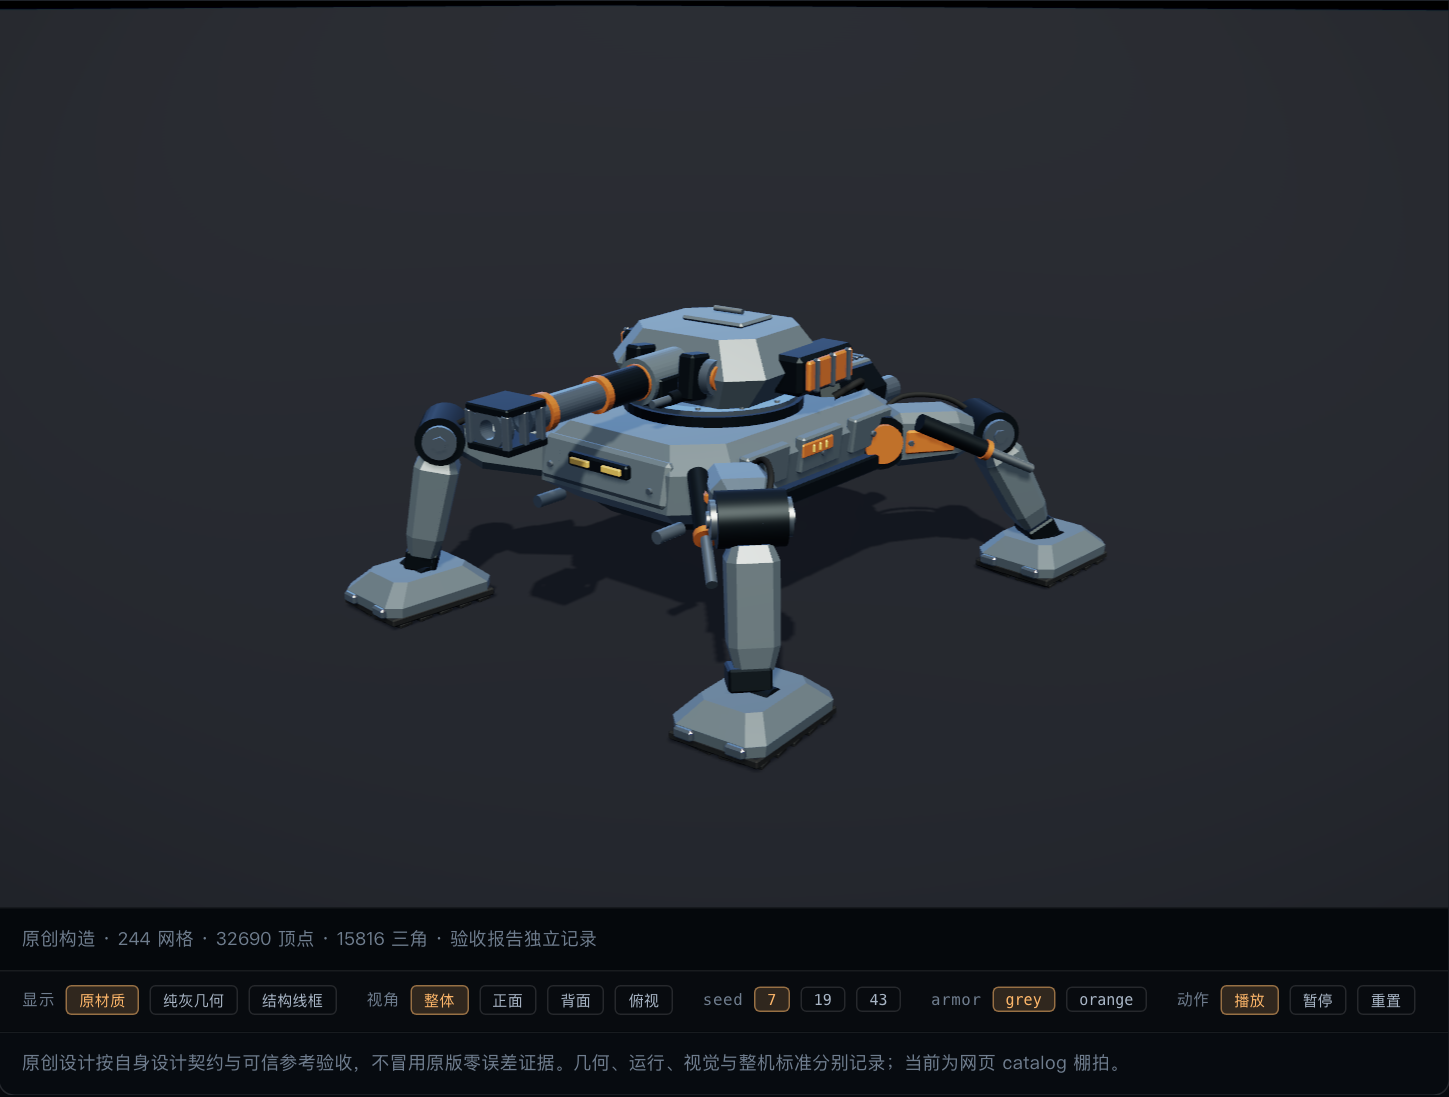 原创构造 · 244 网格 · 32690 顶点 · 15816 三角 · 验收报告独立记录
显示 原材质 纯灰几何 结构线框 视角 整体 正面 背面 俯视 seed 7 19 43 armor grey orange 动作 播放 暂停 重置
原创设计按自身设计契约与可信参考验收，不冒用原版零误差证据。几何、运行、视觉与整机标准分别记录；当前为网页 catalog 棚拍。